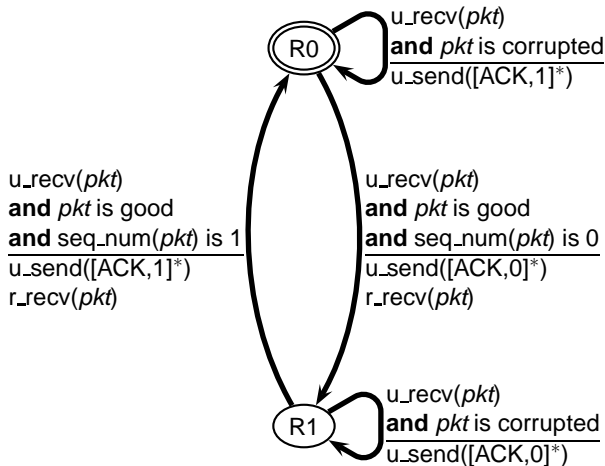 R0
u_recv(pkt)
and pkt is corrupted
u_send([ACK,1]*)
u_recv(pkt)
and pkt is good
and seq_num(pkt) is 1
u_send([ACK,1]*)
r_recv(pkt)
u_recv(pkt)
and pkt is good
and seq_num(pkt) is 0
u_send([ACK,0]*)
r_recv(pkt)
R1
u_recv(pkt)
and pkt is corrupted
u_send([ACK,0]*)